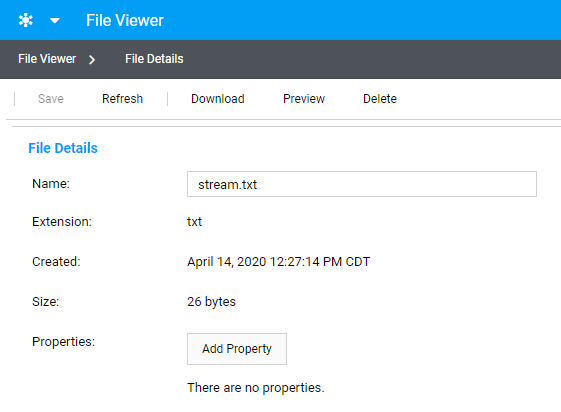 File Viewer
File Viewer File Details
Save Refresh Download Preview Delete
File Details
Name: stream.txt
Extension: txt
Created: April 14, 2020 12:27:14 PM CDT
Size: 26 bytes
Properties: Add Property
There are no properties.